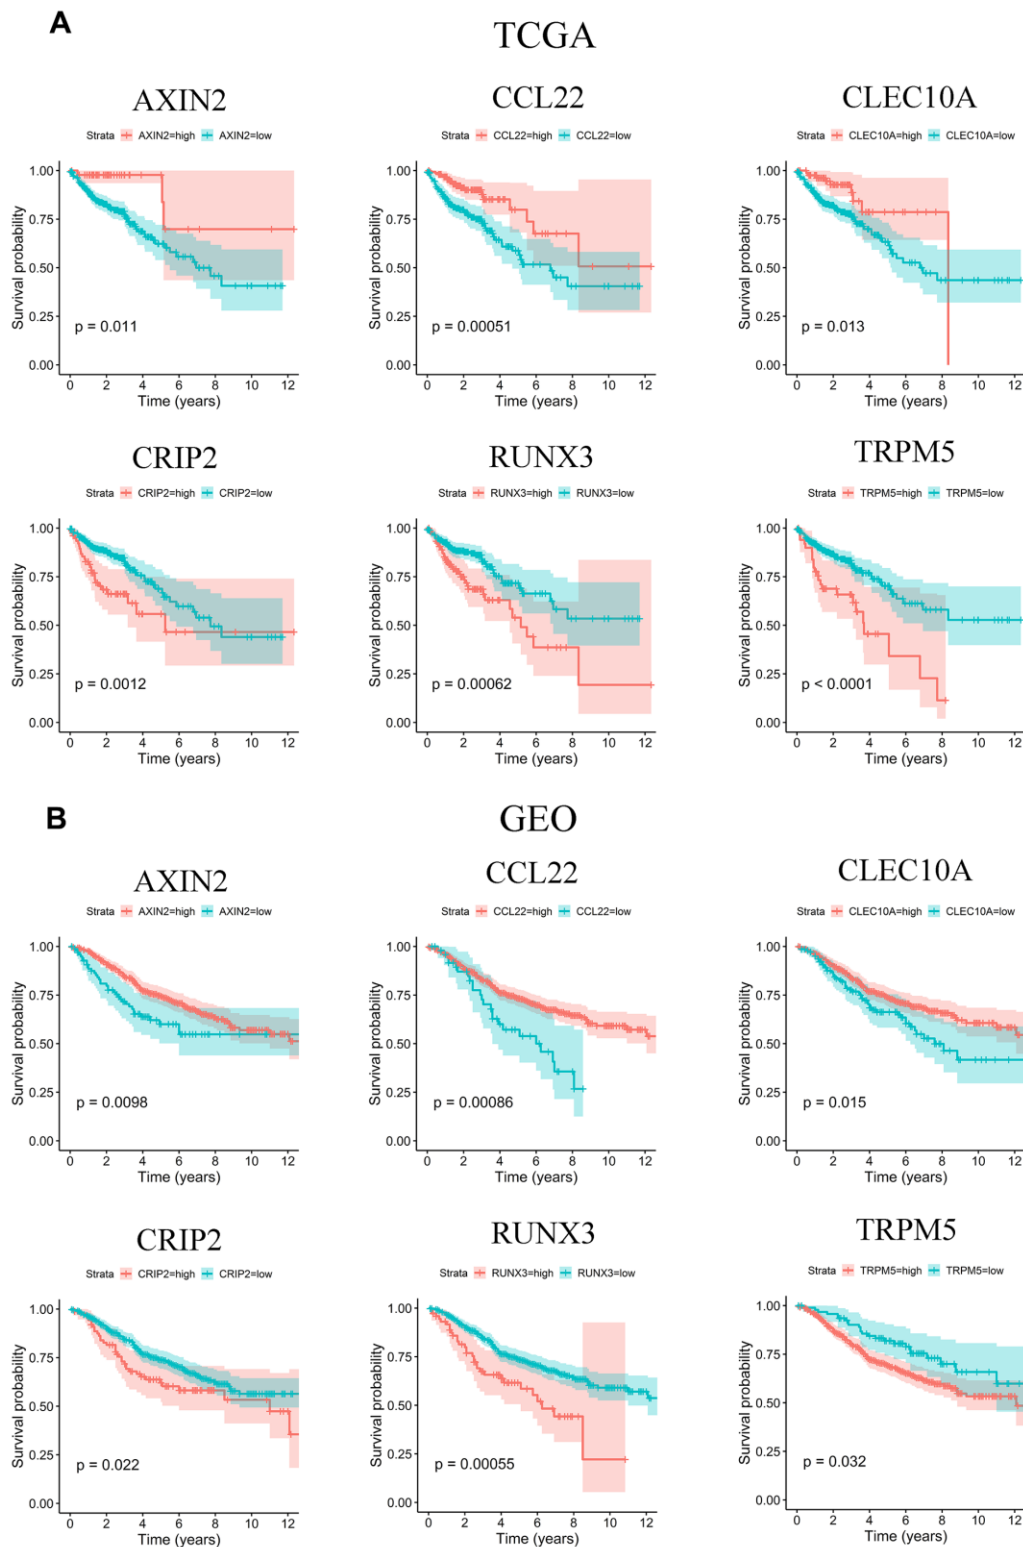 A
TCGA
AXIN2
CCL22
CLEC10A
Strata AXIN2=high AXIN2=low
Strata CCL22=high CCL22=low
Strata CLEC10A=high CLEC10A=low
Survival probability
1.00
0.75
0.50
0.25
0.00
p = 0.011
0 2 4 6 8 10 12
Time (years)
Survival probability
1.00
0.75
0.50
0.25
0.00
p = 0.00051
0 2 4 6 8 10 12
Time (years)
Survival probability
1.00
0.75
0.50
0.25
0.00
p = 0.013
0 2 4 6 8 10 12
Time (years)
CRIP2
RUNX3
TRPM5
Strata CRIP2=high CRIP2=low
Strata RUNX3=high RUNX3=low
Strata TRPM5=high TRPM5=low
Survival probability
1.00
0.75
0.50
0.25
0.00
p = 0.0012
0 2 4 6 8 10 12
Time (years)
Survival probability
1.00
0.75
0.50
0.25
0.00
p = 0.00062
0 2 4 6 8 10 12
Time (years)
Survival probability
1.00
0.75
0.50
0.25
0.00
p < 0.0001
0 2 4 6 8 10 12
Time (years)
B
GEO
AXIN2
CCL22
CLEC10A
Strata AXIN2=high AXIN2=low
Strata CCL22=high CCL22=low
Strata CLEC10A=high CLEC10A=low
Survival probability
1.00
0.75
0.50
0.25
0.00
p = 0.0098
0 2 4 6 8 10 12
Time (years)
Survival probability
1.00
0.75
0.50
0.25
0.00
p = 0.00086
0 2 4 6 8 10 12
Time (years)
Survival probability
1.00
0.75
0.50
0.25
0.00
p = 0.015
0 2 4 6 8 10 12
Time (years)
CRIP2
RUNX3
TRPM5
Strata CRIP2=high CRIP2=low
Strata RUNX3=high RUNX3=low
Strata TRPM5=high TRPM5=low
Survival probability
1.00
0.75
0.50
0.25
0.00
p = 0.022
0 2 4 6 8 10 12
Time (years)
Survival probability
1.00
0.75
0.50
0.25
0.00
p = 0.00055
0 2 4 6 8 10 12
Time (years)
Survival probability
1.00
0.75
0.50
0.25
0.00
p = 0.032
0 2 4 6 8 10 12
Time (years)